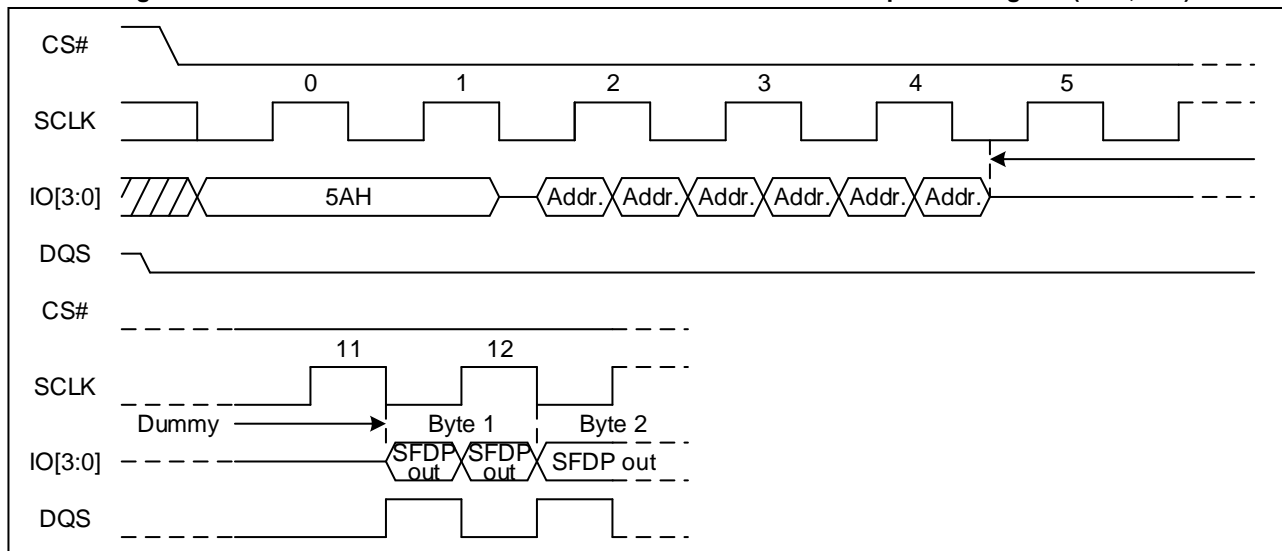 CS#
0 1 2 3 4 5
SCLK
IO[3:0] 5AH Addr. Addr. Addr. Addr. Addr. Addr.
DQS
CS#
11 12
SCLK
Dummy Byte 1 Byte 2
IO[3:0] SFDP out SFDP out SFDP out
DQS